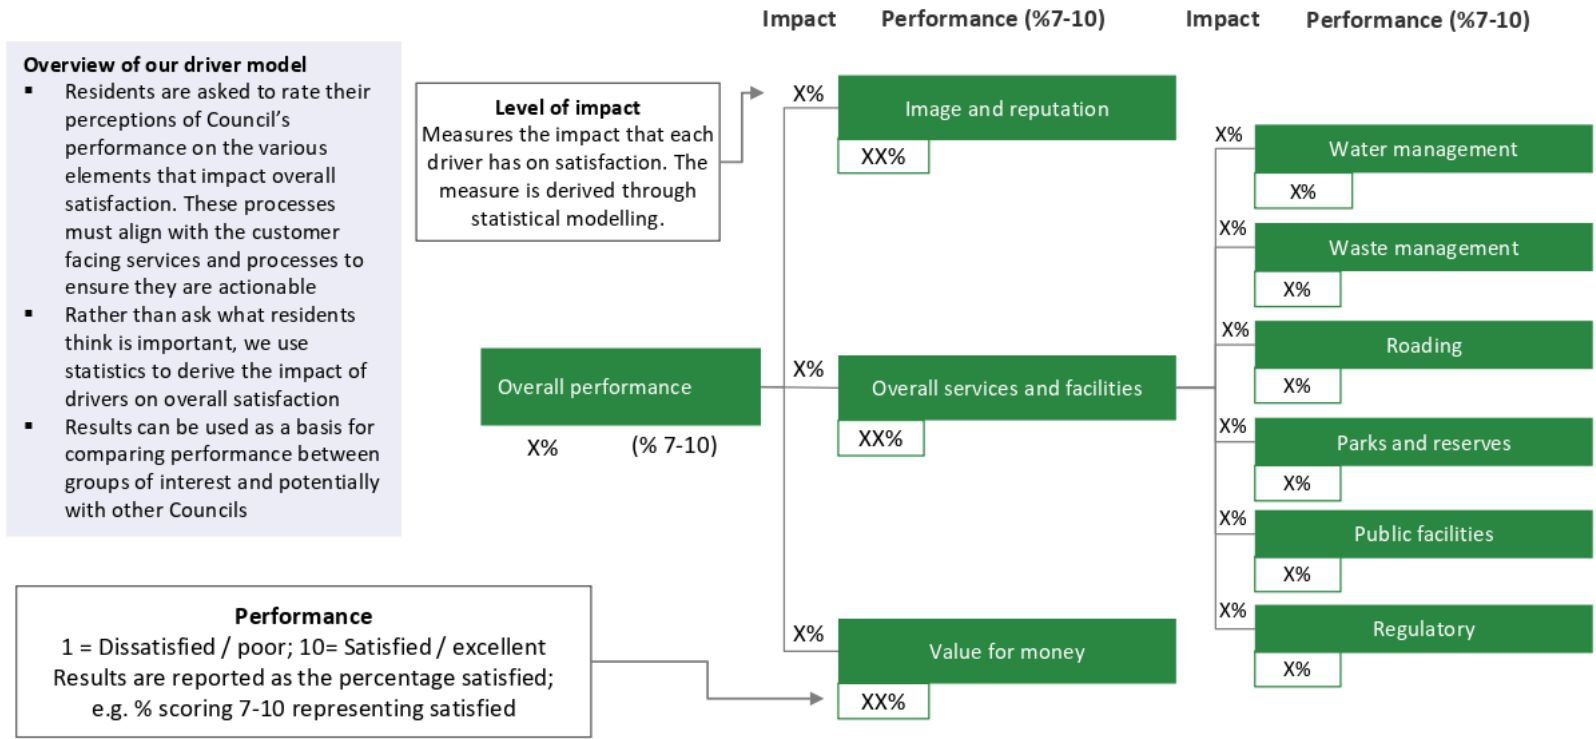 Impact Performance (%7-10) Impact Performance (%7-10)
Overview of our driver model
▪ Residents are asked to rate their
perceptions of Council’s
performance on the various
elements that impact overall
satisfaction. These processes
must align with the customer
facing services and processes to
ensure they are actionable
▪ Rather than ask what residents
think is important, we use
statistics to derive the impact of
drivers on overall satisfaction
▪ Results can be used as a basis for
comparing performance between
groups of interest and potentially
with other Councils
Level of impact
Measures the impact that each
driver has on satisfaction. The
measure is derived through
statistical modelling.
Performance
1 = Dissatisfied / poor; 10= Satisfied / excellent
Results are reported as the percentage satisfied;
e.g. % scoring 7-10 representing satisfied
Overall performance
X% (% 7-10)
X%
Image and reputation
XX%
X%
Overall services and facilities
XX%
X%
Value for money
XX%
X%
Water management
X%
X%
Waste management
X%
X%
Roading
X%
X%
Parks and reserves
X%
X%
Public facilities
X%
X%
Regulatory
X%